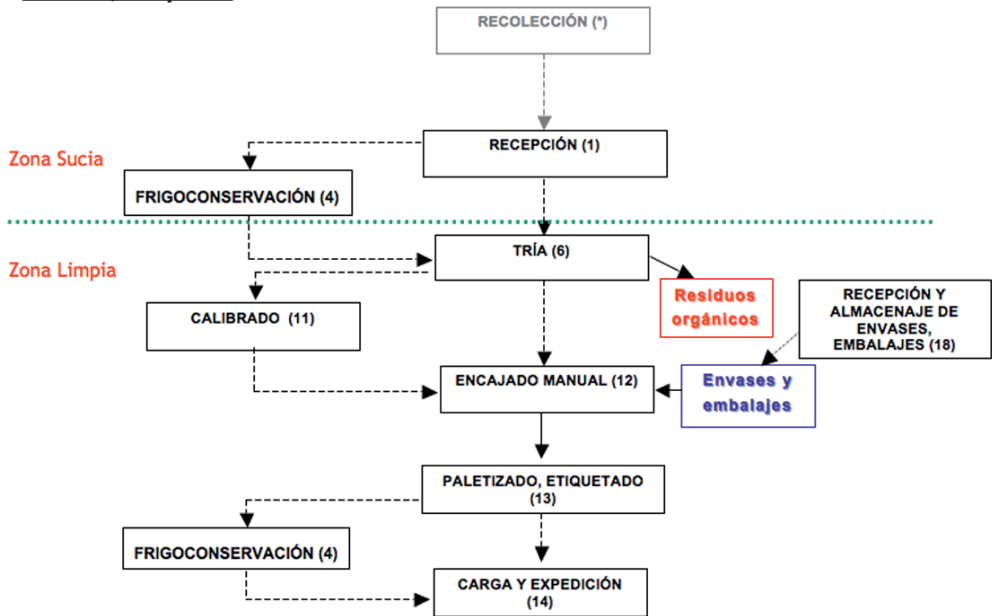 RECOLECCIÓN (*)
RECEPCIÓN (1)
Zona Sucia
FRIGOCONSERVACIÓN (4)
TRÍA (6)
Zona Limpia
Residuos
orgánicos
RECEPCIÓN Y
ALMACENAJE DE
ENVASES,
EMBALAJES (18)
CALIBRADO (11)
ENCAJADO MANUAL (12)
Envases y
embalajes
PALETIZADO, ETIQUETADO
(13)
FRIGOCONSERVACIÓN (4)
CARGA Y EXPEDICIÓN
(14)